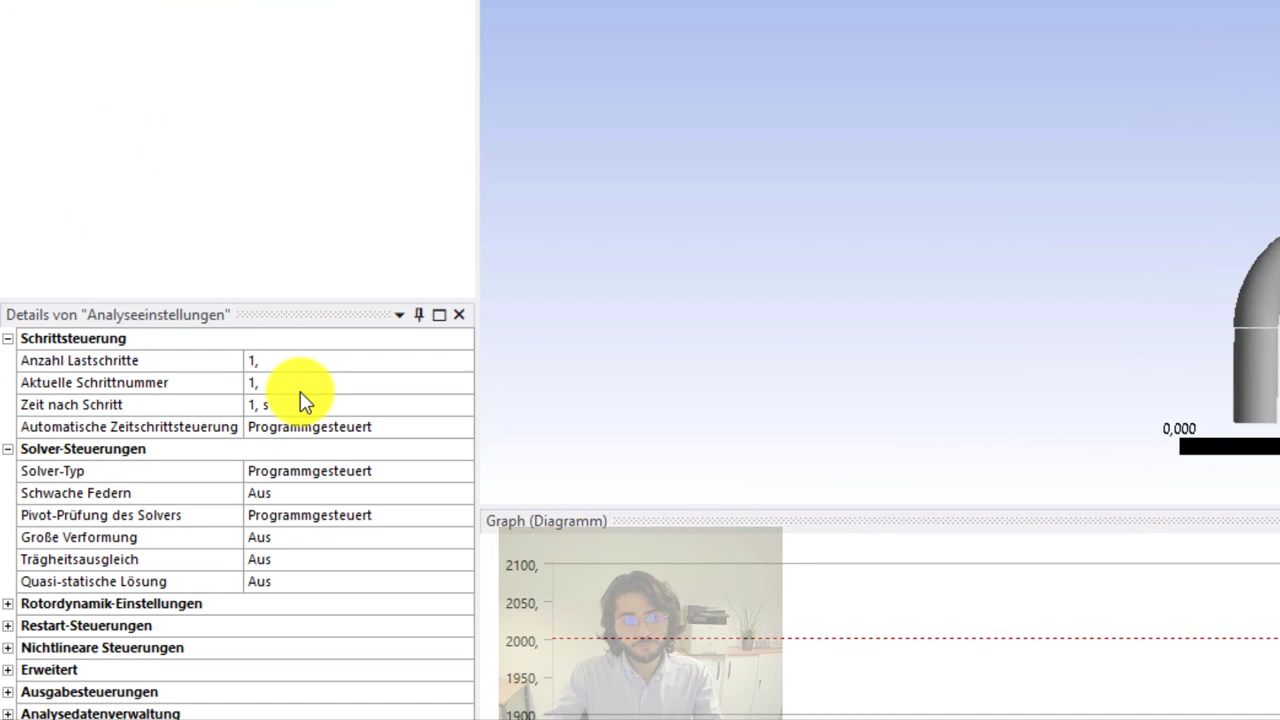 Details von "Analyseeinstellungen"
Schrittsteuerung
Anzahl Lastschritte 1,
Aktuelle Schrittnummer 1,
Zeit nach Schritt 1, s
Automatische Zeitschrittsteuerung Programmgesteuert
Solver-Steuerungen
Solver-Typ Programmgesteuert
Schwache Federn Aus
Pivot-Prüfung des Solvers Programmgesteuert
Große Verformung Aus
Trägheitsausgleich Aus
Quasi-statische Lösung Aus
Rotordynamik-Einstellungen
Restart-Steuerungen
Nichtlineare Steuerungen
Erweitert
Ausgabesteuerungen
Analysedatenverwaltung
0,000
Graph (Diagramm)
2100,
2050,
2000,
1950,
1900